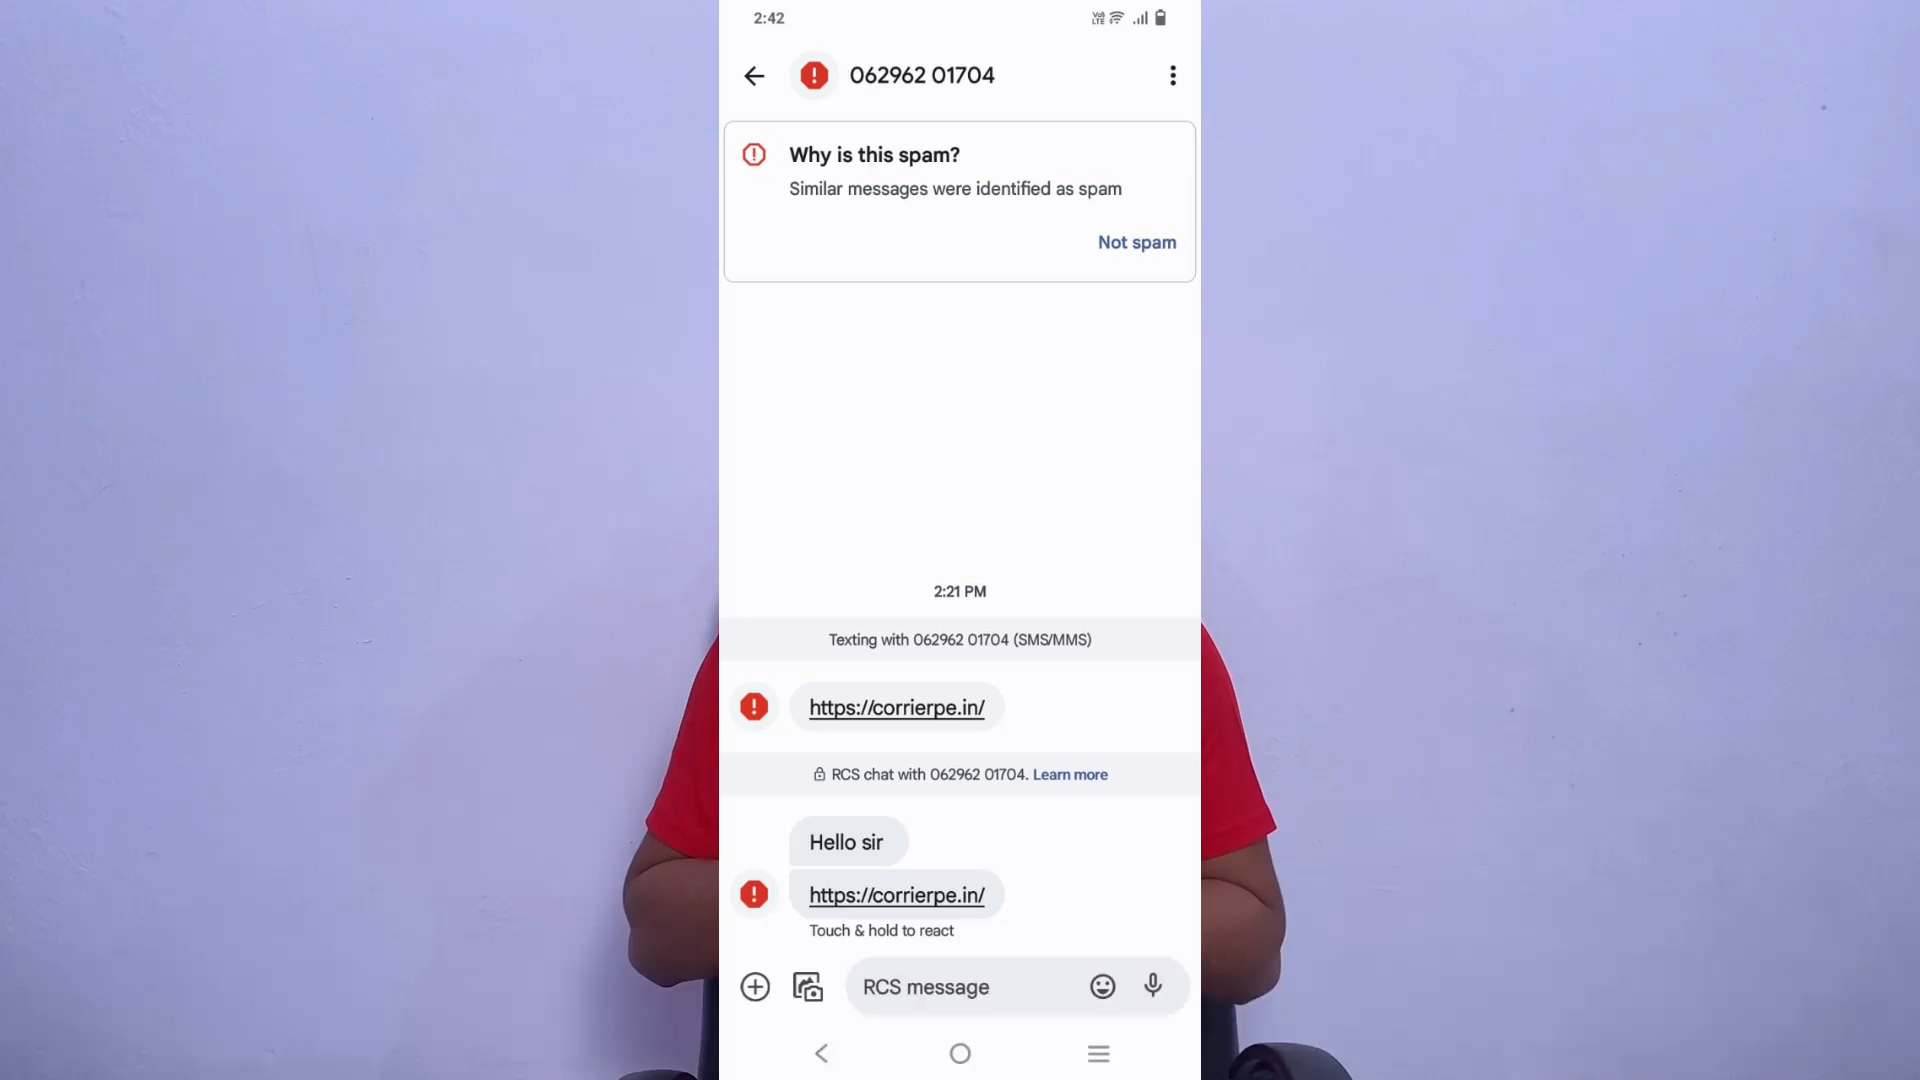 2:42
Vo)
LTE
062962 01704
Why is this spam?
Similar messages were identified as spam
Not spam
2:21 PM
Texting with 062962 01704 (SMS/MMS)
https://corrierpe.in/
RCS chat with 062962 01704. Learn more
Hello sir
https://corrierpe.in/
Touch & hold to react
RCS message